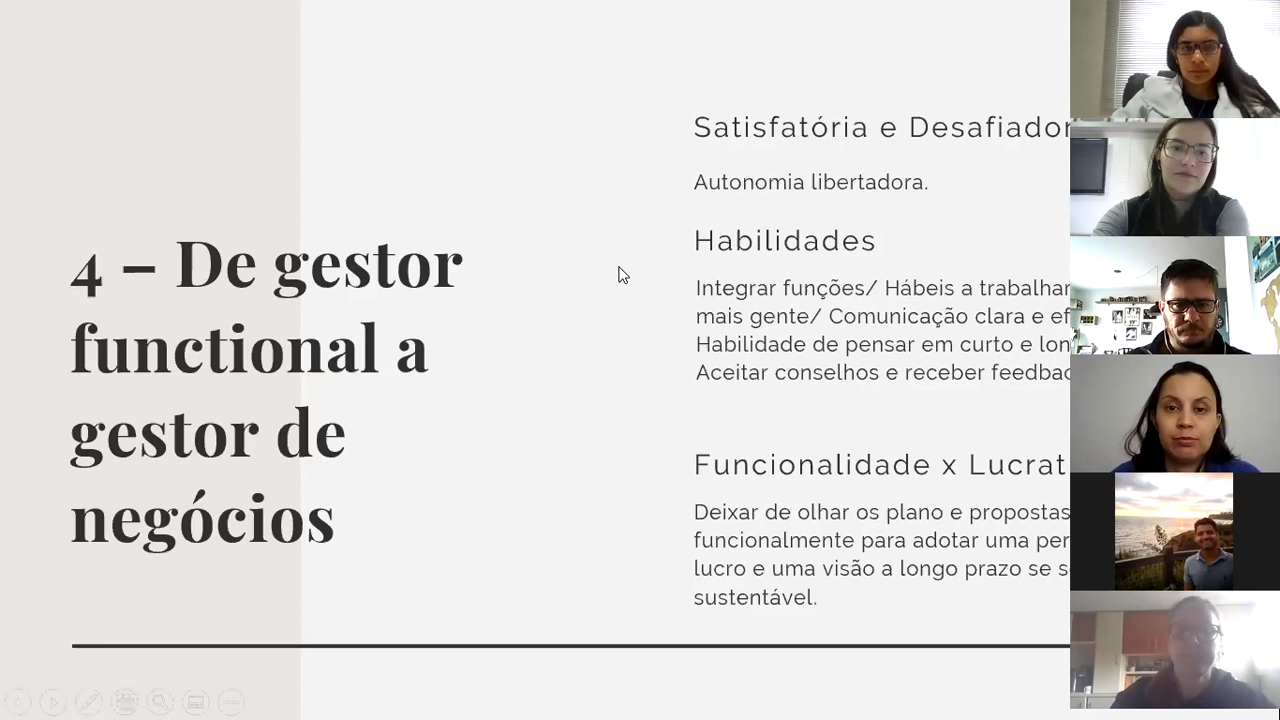 4 – De gestor
functional a
gestor de
negócios
Satisfatória e Desafiador
Autonomia libertadora.
Habilidades
Integrar funções/ Hábeis a trabalhar
mais gente/ Comunicação clara e ef
Habilidade de pensar em curto e lon
Aceitar conselhos e receber feedbac
Funcionalidade x Lucrat
Deixar de olhar os plano e propostas
funcionalmente para adotar uma per
lucro e uma visão a longo prazo se s
sustentável.